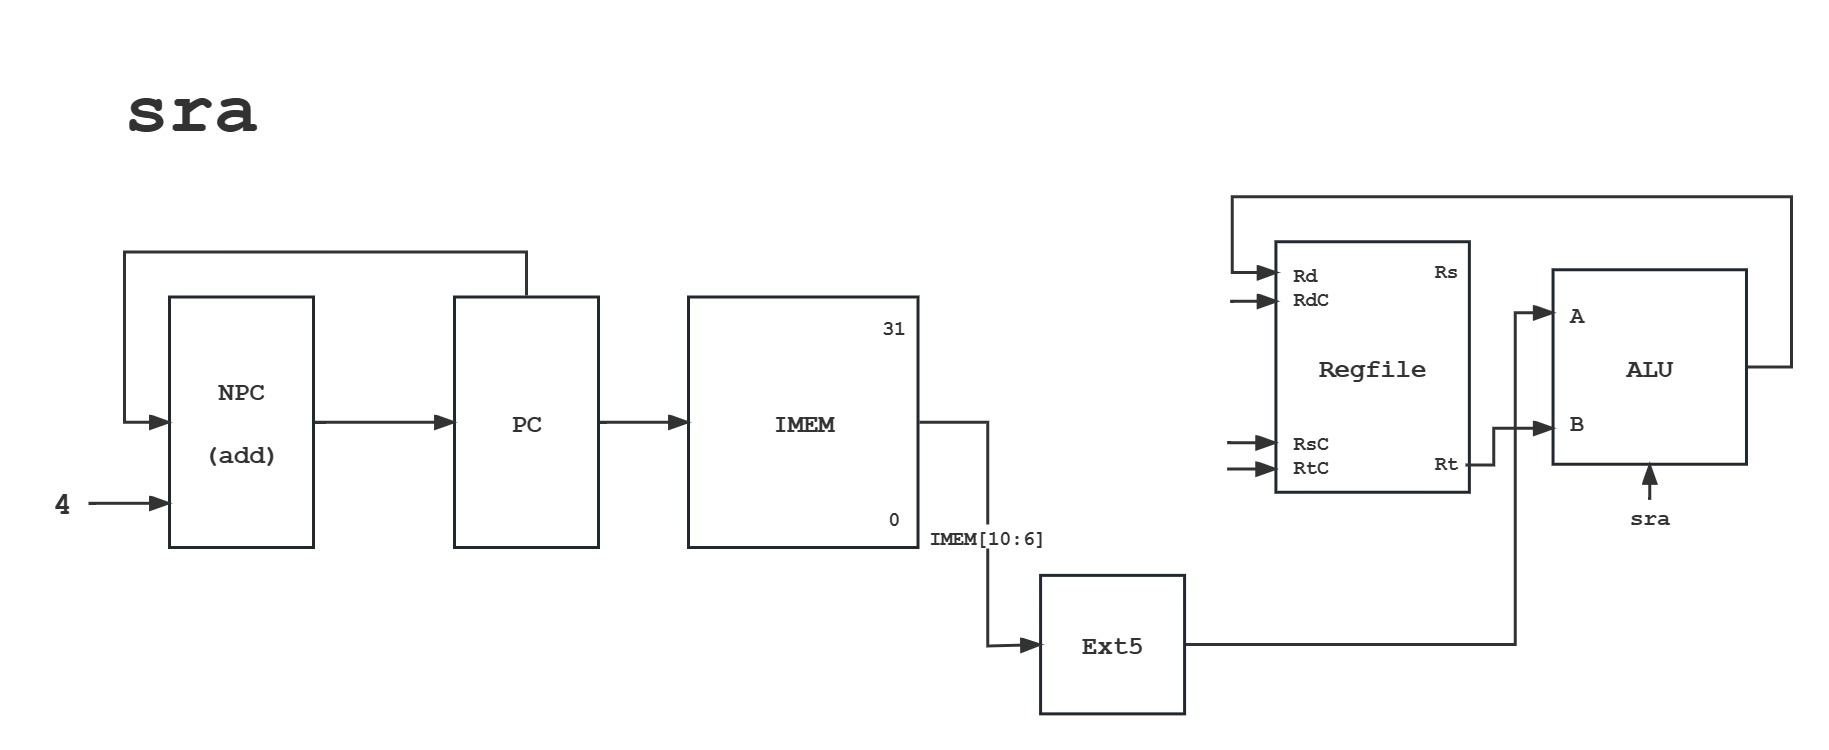 sra
NPC
(add)
4
PC
IMEM
31
0
IMEM[10:6]
Ext5
Rd
RdC
Rs
Regfile
RsC
RtC
Rt
A
ALU
B
sra